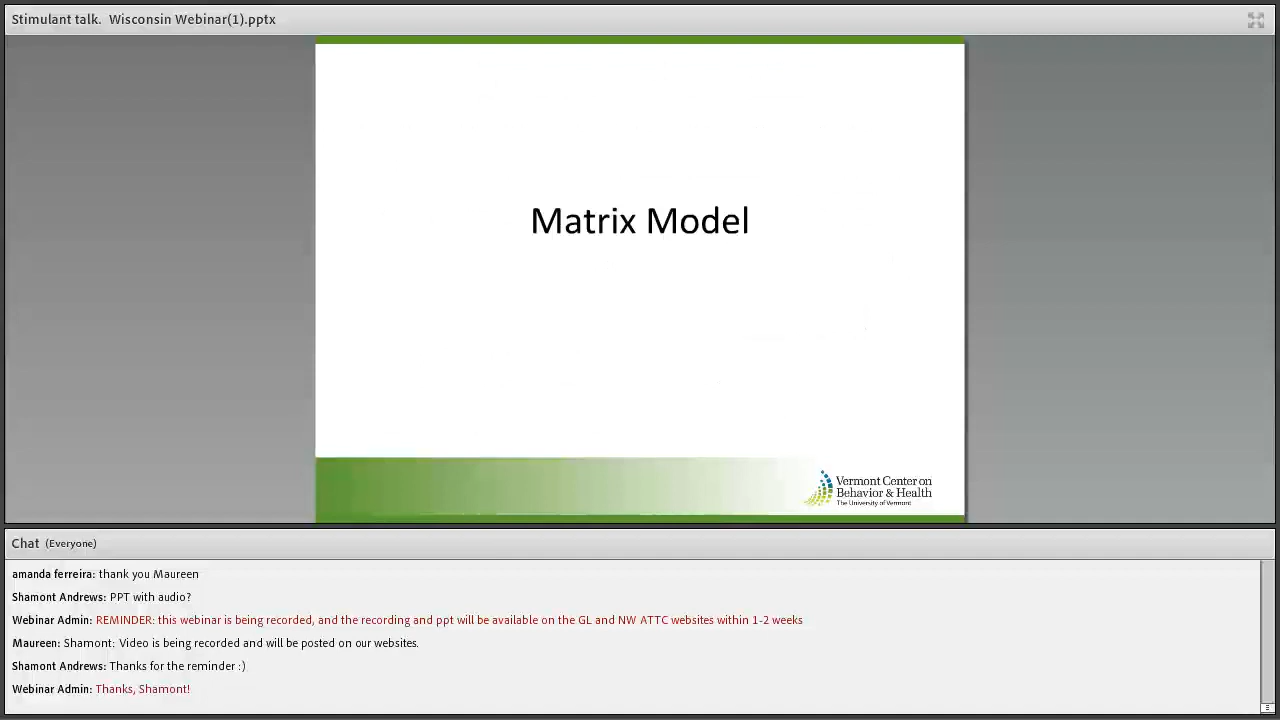 Stimulant talk. Wisconsin Webinar(1).pptx
Matrix Model
Vermont Center on
Behavior & Health
The University of Vermont
Chat (Everyone)
amanda ferreira: thank you Maureen
Shamont Andrews: PPT with audio?
Webinar Admin: REMINDER: this webinar is being recorded, and the recording and ppt will be available on the GL and NW ATTC websites within 1-2 weeks
Maureen: Shamont: Video is being recorded and will be posted on our websites.
Shamont Andrews: Thanks for the reminder :)
Webinar Admin: Thanks, Shamont!